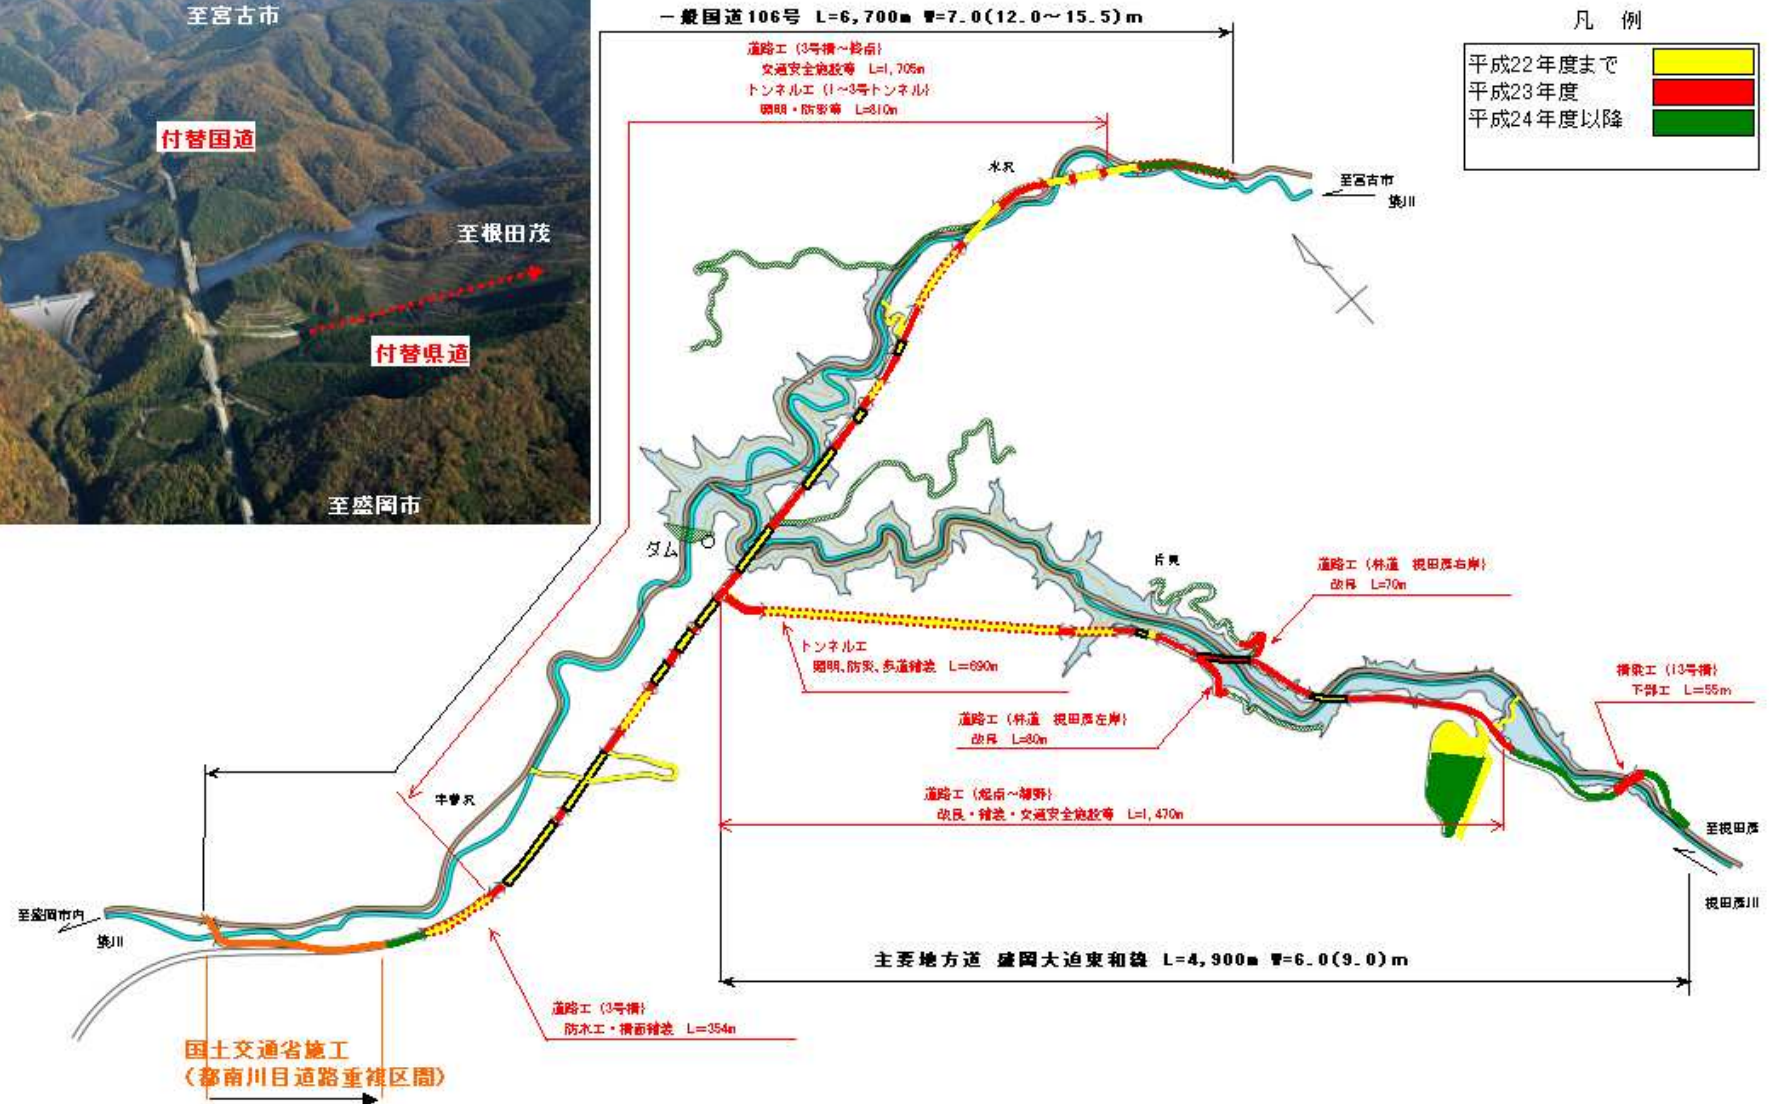 至宮古市
付替国道
至根田茂
付替県道
至盛岡市
一般国道106号 L=6,700m W=7.0(12.0～15.5)m
道路工（3号橋～終点）
交通安全施設等 L=1,705m
トンネル工（1～3号トンネル）
照明・防災等 L=810m
凡 例
平成22年度まで
平成23年度
平成24年度以降
水沢
至宮古市
簗川
ダム
片見
道路工（林道 根田茂右岸）
改良 L=70m
トンネル工
照明、防災、歩道舗装 L=690m
橋梁工（13号橋）
下部工 L=55m
道路工（林道 根田茂左岸）
改良 L=80m
宇曽沢
道路工（起点～
改良・舗装・交通安全施設等 L=1,470m
至根田茂
根田茂川
至盛岡市内
簗川
主要地方道 盛岡大迫東和線 L=4,900m W=6.0(9.0)m
道路工（3号橋）
防水工・橋面舗装 L=354m
国土交通省施工
（都南川目道路重複区間）